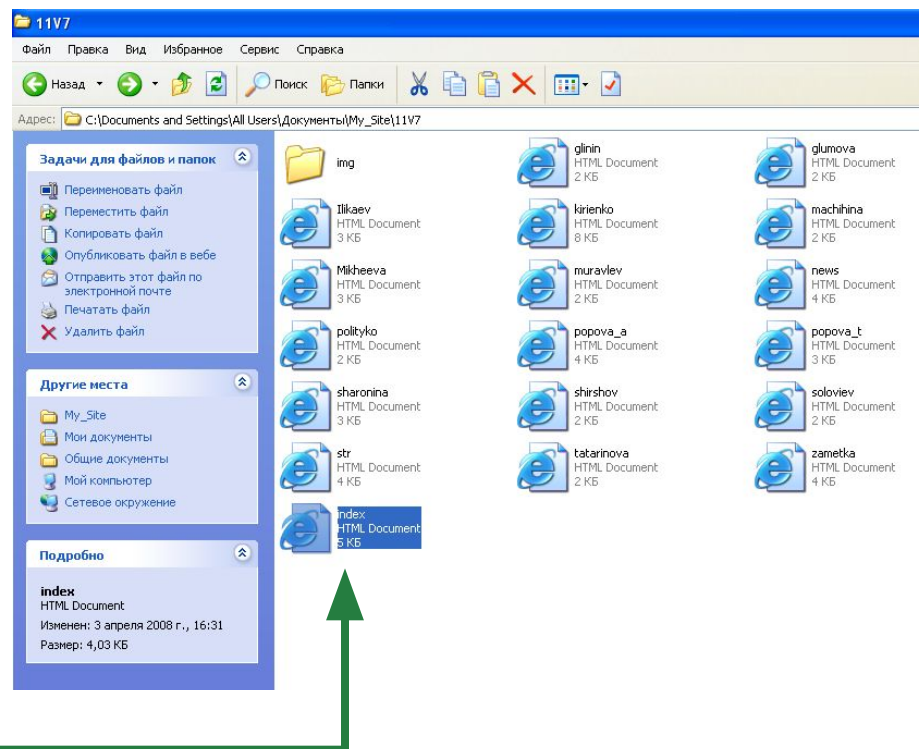 11V7
Файл Правка Вид Избранное Сервис Справка
Назад Поиск Папки
Адрес: C:\Documents and Settings\All Users\Документы\My_Site\11V7
Задачи для файлов и папок
Переименовать файл
Переместить файл
Копировать файл
Опубликовать файл в вебе
Отправить этот файл по
электронной почте
Печатать файл
Удалить файл
Другие места
My_Site
Мои документы
Общие документы
Мой компьютер
Сетевое окружение
Подробно
index
HTML Document
Изменен: 3 апреля 2008 г., 16:31
Размер: 4,03 КБ
img
glinin
HTML Document
2 КБ
glumova
HTML Document
2 КБ
Ilikaev
HTML Document
3 КБ
kirienko
HTML Document
8 КБ
machihina
HTML Document
2 КБ
Mikheeva
HTML Document
3 КБ
muravlev
HTML Document
2 КБ
news
HTML Document
4 КБ
polityko
HTML Document
2 КБ
popova_a
HTML Document
4 КБ
popova_t
HTML Document
3 КБ
sharonina
HTML Document
3 КБ
shirshov
HTML Document
2 КБ
soloviev
HTML Document
2 КБ
str
HTML Document
4 КБ
tatarinova
HTML Document
2 КБ
zametka
HTML Document
4 КБ
index
HTML Document
5 КБ